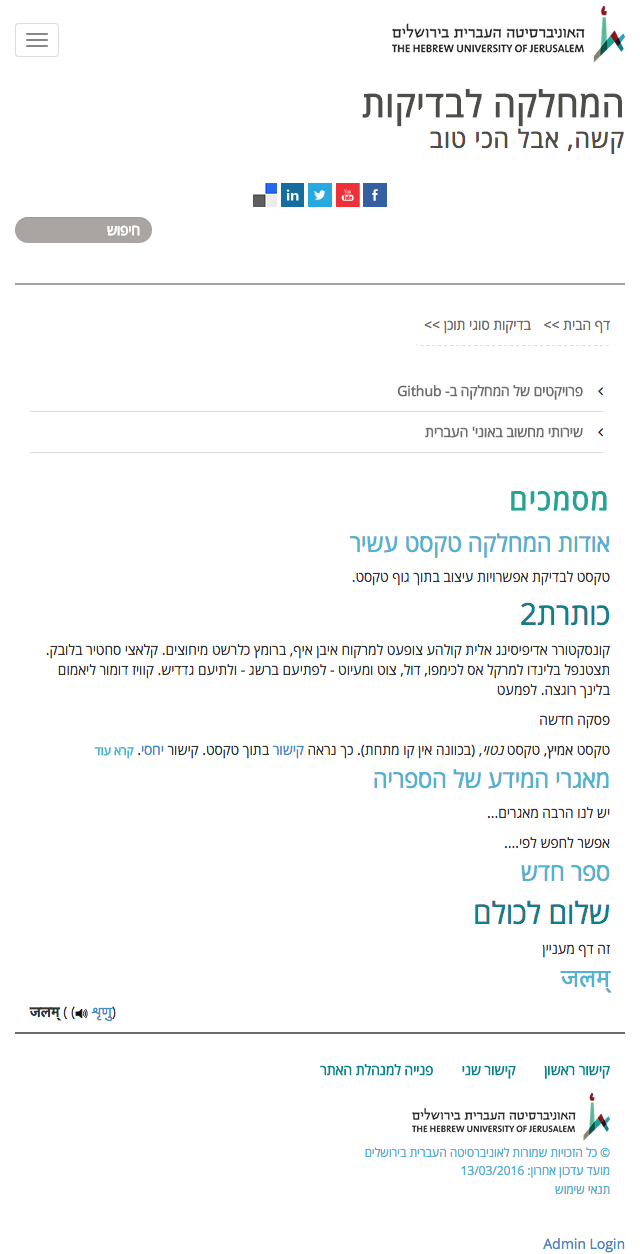 האוניברסיטה העברית בירושלים
THE HEBREW UNIVERSITY OF JERUSALEM
המחלקה לבדיקות
קשה, אבל הכי טוב
in You Tube f
חיפוש
דף הבית >> בדיקות סוגי תוכן >>
פרויקטים של המחלקה ב- Github
שירותי מחשוב באוני' העברית
מסמכים
אודות המחלקה טקסט עשיר
טקסט לבדיקת אפשרויות עיצוב בתוך גוף טקסט.
כותרת2
קונסקטורר אדיפיסינג אלית קולהע צופעט למרקוח איבן איף, ברומץ כלרשט מיחוצים. קלאצי סחטיר בלובק.
תצטנפל בלינדו למרקל אס לכימפו, דול, צוט ומעיוט - לפתיעם ברשג - ולתיעם גדדיש. קוויז דומור ליאמום
בלינך רוגצה. לפמעט
פסקה חדשה
טקסט אמיץ, טקסט נטוי, (בכוונה אין קו מתחת). כך נראה קישור בתוך טקסט. קישור יחסי. קרא עוד
מאגרי המידע של הספריה
יש לנו הרבה מאגרים...
אפשר לחפש לפי....
ספר חדש
שלום לכולם
זה דף מעניין
जलम्
जलम् ( (शृणु)
קישור ראשון קישור שני פנייה למנהלת האתר
האוניברסיטה העברית בירושלים
THE HEBREW UNIVERSITY OF JERUSALEM
© כל הזכויות שמורות לאוניברסיטה העברית בירושלים
מועד עדכון אחרון: 13/03/2016
תנאי שימוש
Admin Login